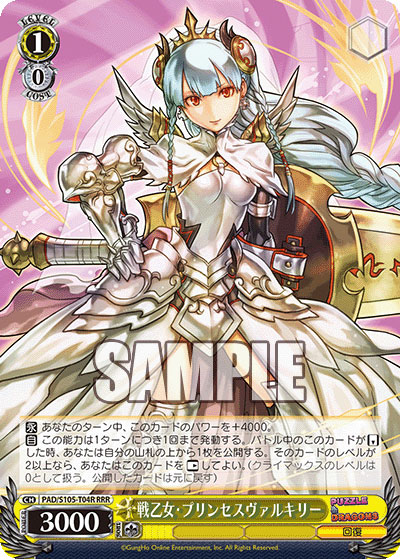 LEVEL
1
0
COST
SAMPLE
永 あなたのターン中、このカードのパワーを+4000。
自 この能力は1ターンにつき1回まで発動する。バトル中のこのカードが
した時、あなたは自分の山札の上から1枚を公開する。そのカードのレベルが
2以上なら、あなたはこのカードを【スタンド】する。(クライマックスのレベルは
0として扱う。公開したカードは元に戻す)
CH PAD/S105-T04R RRR
戦乙女・プリンセスヴァルキリー
PUZZLE & DRAGONS
POWER
3000
SOUL
回復
©GungHo Online Entertainment, Inc. All Rights Reserved.